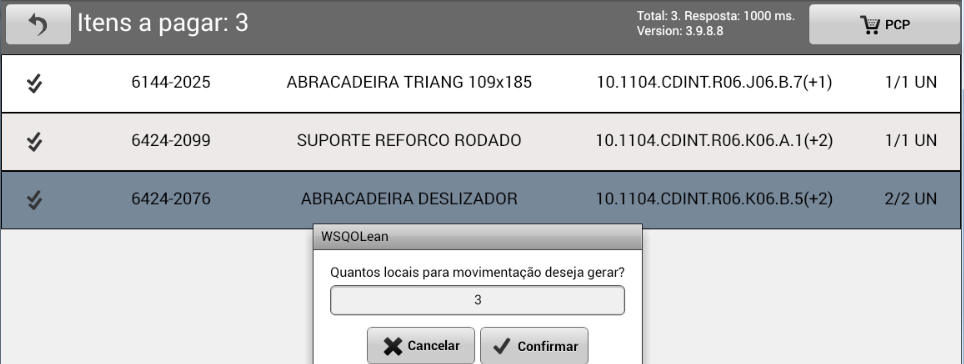 Itens a pagar: 3
Total: 3. Resposta: 1000 ms.
Version: 3.9.8.8
PCP
6144-2025 ABRACADEIRA TRIANG 109x185 10.1104.CDINT.R06.J06.B.7(+1) 1/1 UN
6424-2099 SUPORTE REFORCO RODADO 10.1104.CDINT.R06.K06.A.1(+2) 1/1 UN
6424-2076 ABRACADEIRA DESLIZADOR 10.1104.CDINT.R06.K06.B.5(+2) 2/2 UN
WSQOLean
Quantos locais para movimentação deseja gerar?
3
Cancelar Confirmar